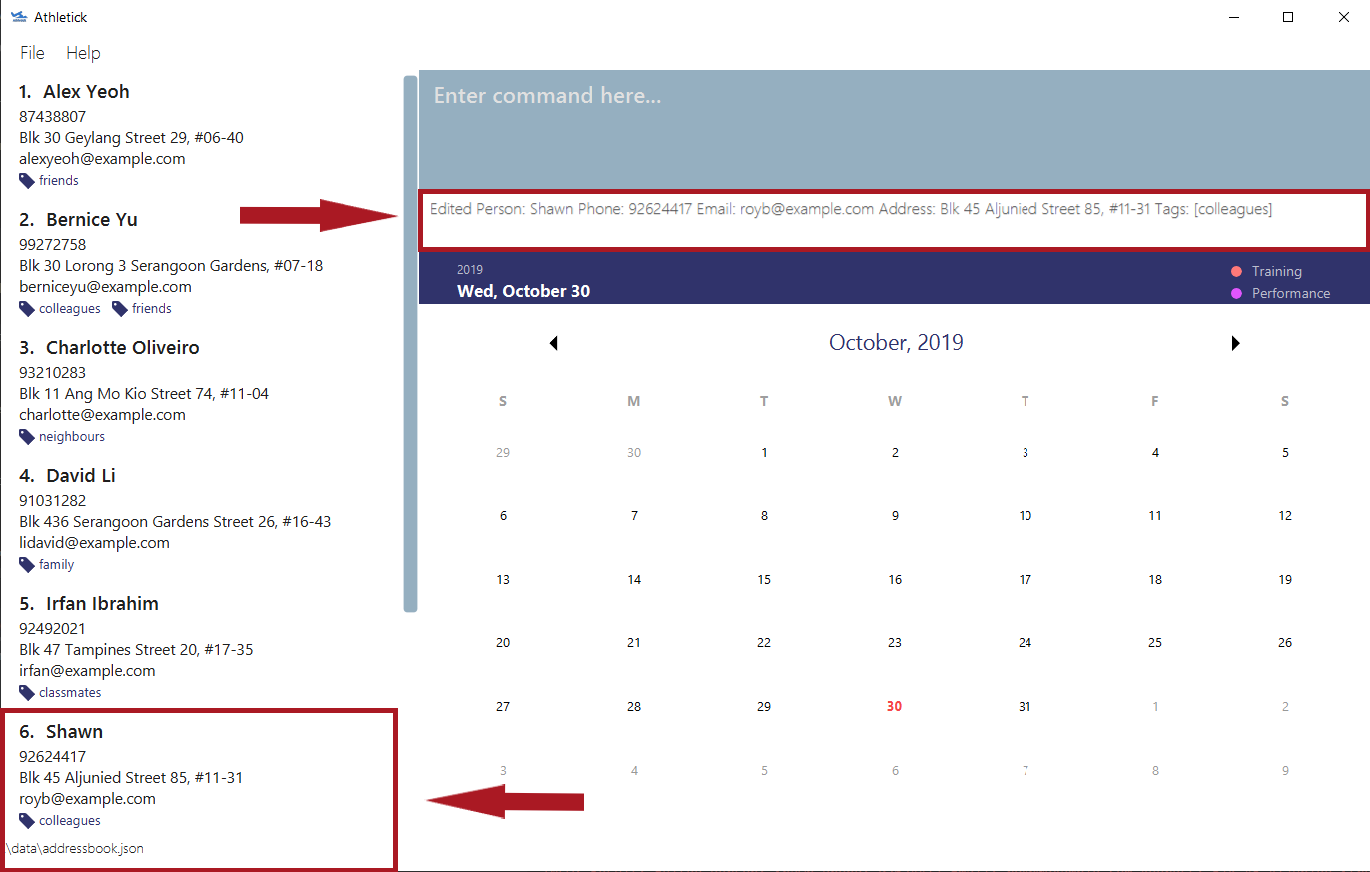 Athletick
File Help
1. Alex Yeoh
87438807
Blk 30 Geylang Street 29, #06-40
alexyeoh@example.com
friends
2. Bernice Yu
99272758
Blk 30 Lorong 3 Serangoon Gardens, #07-18
berniceyu@example.com
colleagues friends
3. Charlotte Oliveiro
93210283
Blk 11 Ang Mo Kio Street 74, #11-04
charlotte@example.com
neighbours
4. David Li
91031282
Blk 436 Serangoon Gardens Street 26, #16-43
lidavid@example.com
family
5. Irfan Ibrahim
92492021
Blk 47 Tampines Street 20, #17-35
irfan@example.com
classmates
6. Shawn
92624417
Blk 45 Aljunied Street 85, #11-31
royb@example.com
colleagues
\data\addressbook.json
Enter command here...
Edited Person: Shawn Phone: 92624417 Email: royb@example.com Address: Blk 45 Aljunied Street 85, #11-31 Tags: [colleagues]
2019
Wed, October 30
Training
Performance
October, 2019
S M T W T F S
29 30 1 2 3 4 5
6 7 8 9 10 11 12
13 14 15 16 17 18 19
20 21 22 23 24 25 26
27 28 29 30 31 1 2
3 4 5 6 7 8 9